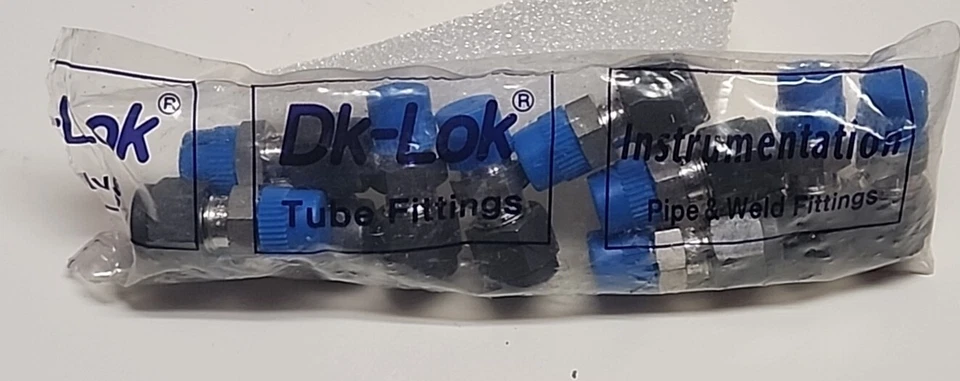 -Lok®
Dk-Lok®
Tube Fittings
Instrumentation
Pipe & Weld Fittings